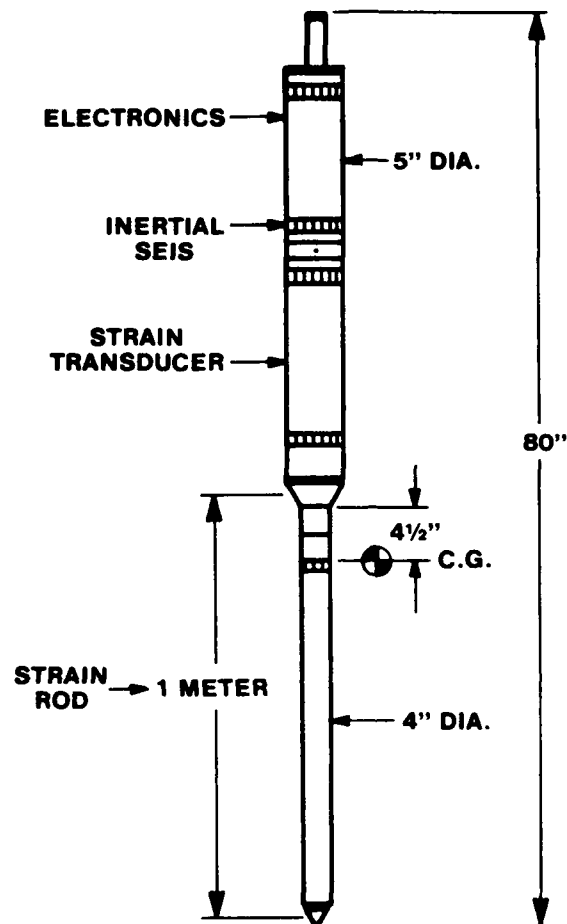 ELECTRONICS
5" DIA.
INERTIAL
SEIS
STRAIN
TRANSDUCER
80"
4½"
C.G.
STRAIN
ROD
1 METER
4" DIA.